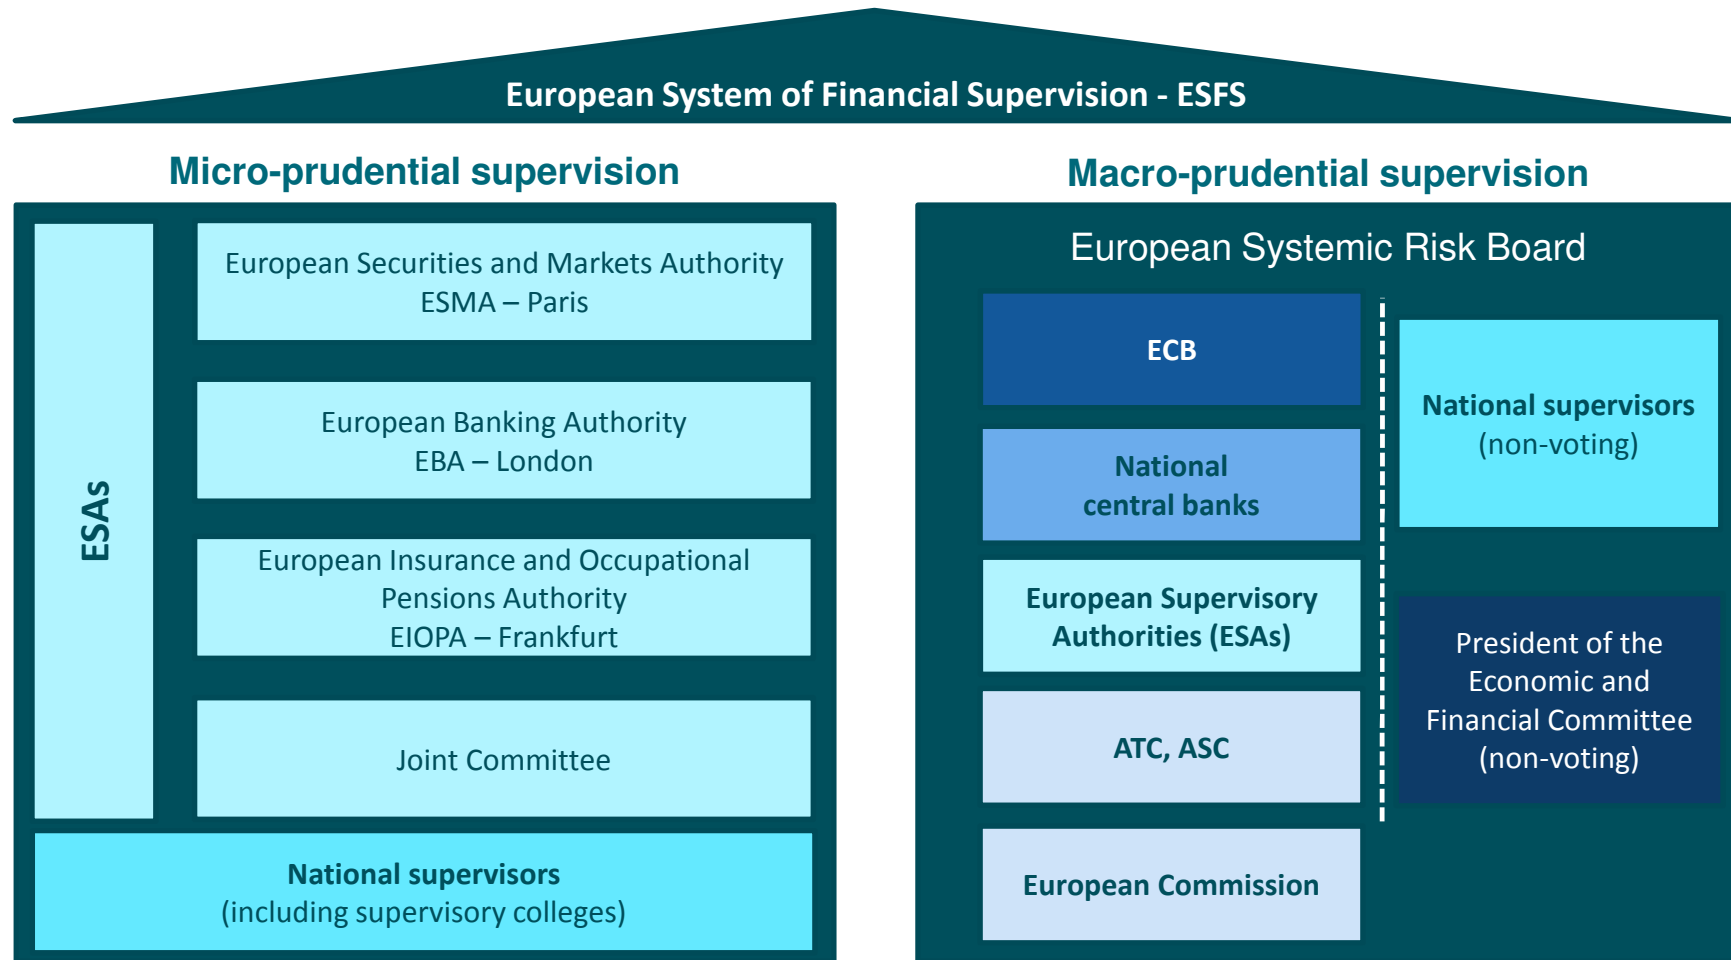 European System of Financial Supervision - ESFS
Micro-prudential supervision
ESAs
European Securities and Markets Authority
ESMA – Paris
European Banking Authority
EBA – London
European Insurance and Occupational
Pensions Authority
EIOPA – Frankfurt
Joint Committee
National supervisors
(including supervisory colleges)
Macro-prudential supervision
European Systemic Risk Board
ECB
National
central banks
European Supervisory
Authorities (ESAs)
ATC, ASC
European Commission
National supervisors
(non-voting)
President of the
Economic and
Financial Committee
(non-voting)